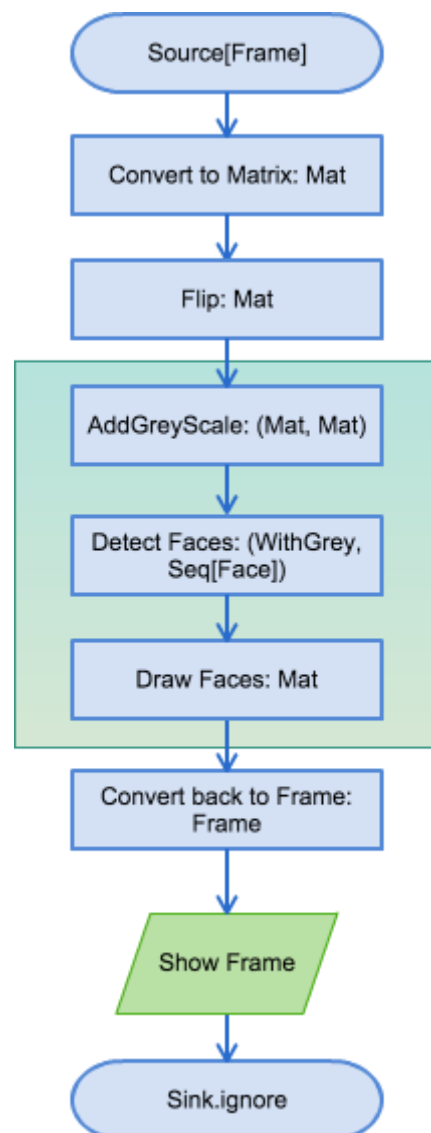 Source[Frame]
Convert to Matrix: Mat
Flip: Mat
AddGreyScale: (Mat, Mat)
Detect Faces: (WithGrey,
Seq[Face])
Draw Faces: Mat
Convert back to Frame:
Frame
Show Frame
Sink.ignore